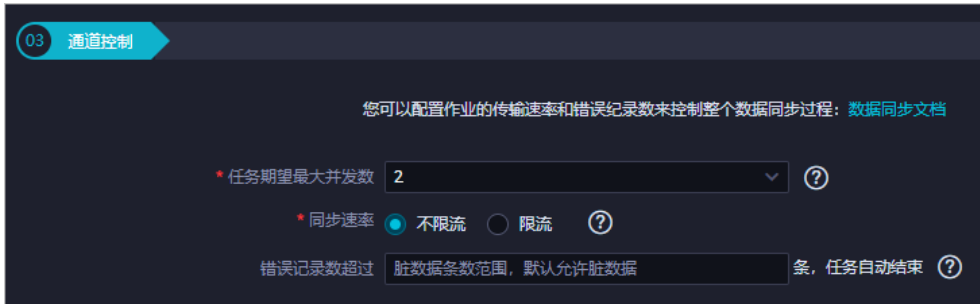 03 通道控制
您可以配置作业的传输速率和错误纪录数来控制整个数据同步过程：数据同步文档
* 任务期望最大并发数 2 ?
* 同步速率 不限流 限流 ?
错误记录数超过 脏数据条数范围，默认允许脏数据 条，任务自动结束 ?